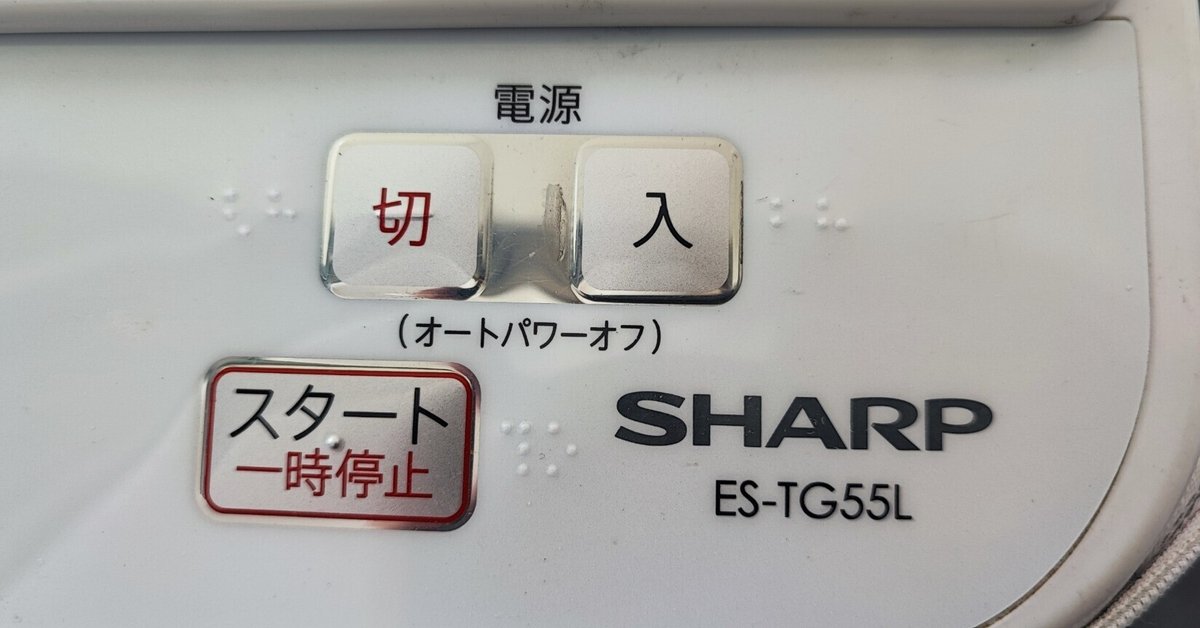 電源
切 入
(オートパワーオフ)
スタート
一時停止
SHARP
ES-TG55L